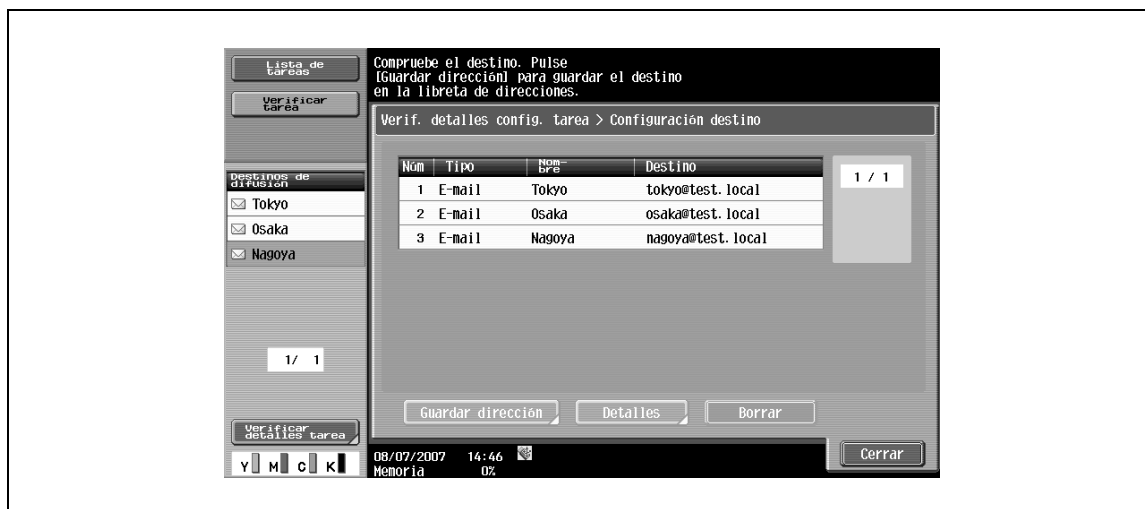 Lista de
tareas
Verificar
tarea
Compruebe el destino. Pulse
[Guardar dirección] para guardar el destino
en la libreta de direcciones.
Verif. detalles config. tarea > Configuración destino
Destinos de
difusión
Tokyo
Osaka
Nagoya
1/ 1
Núm Tipo Nom-
bre Destino
1 E-mail Tokyo tokyo@test.local
2 E-mail Osaka osaka@test.local
3 E-mail Nagoya nagoya@test.local
1 / 1
Guardar dirección Detalles Borrar
Verificar
detalles tarea
Y M C K
08/07/2007 14:46
Memoria 0%
Cerrar